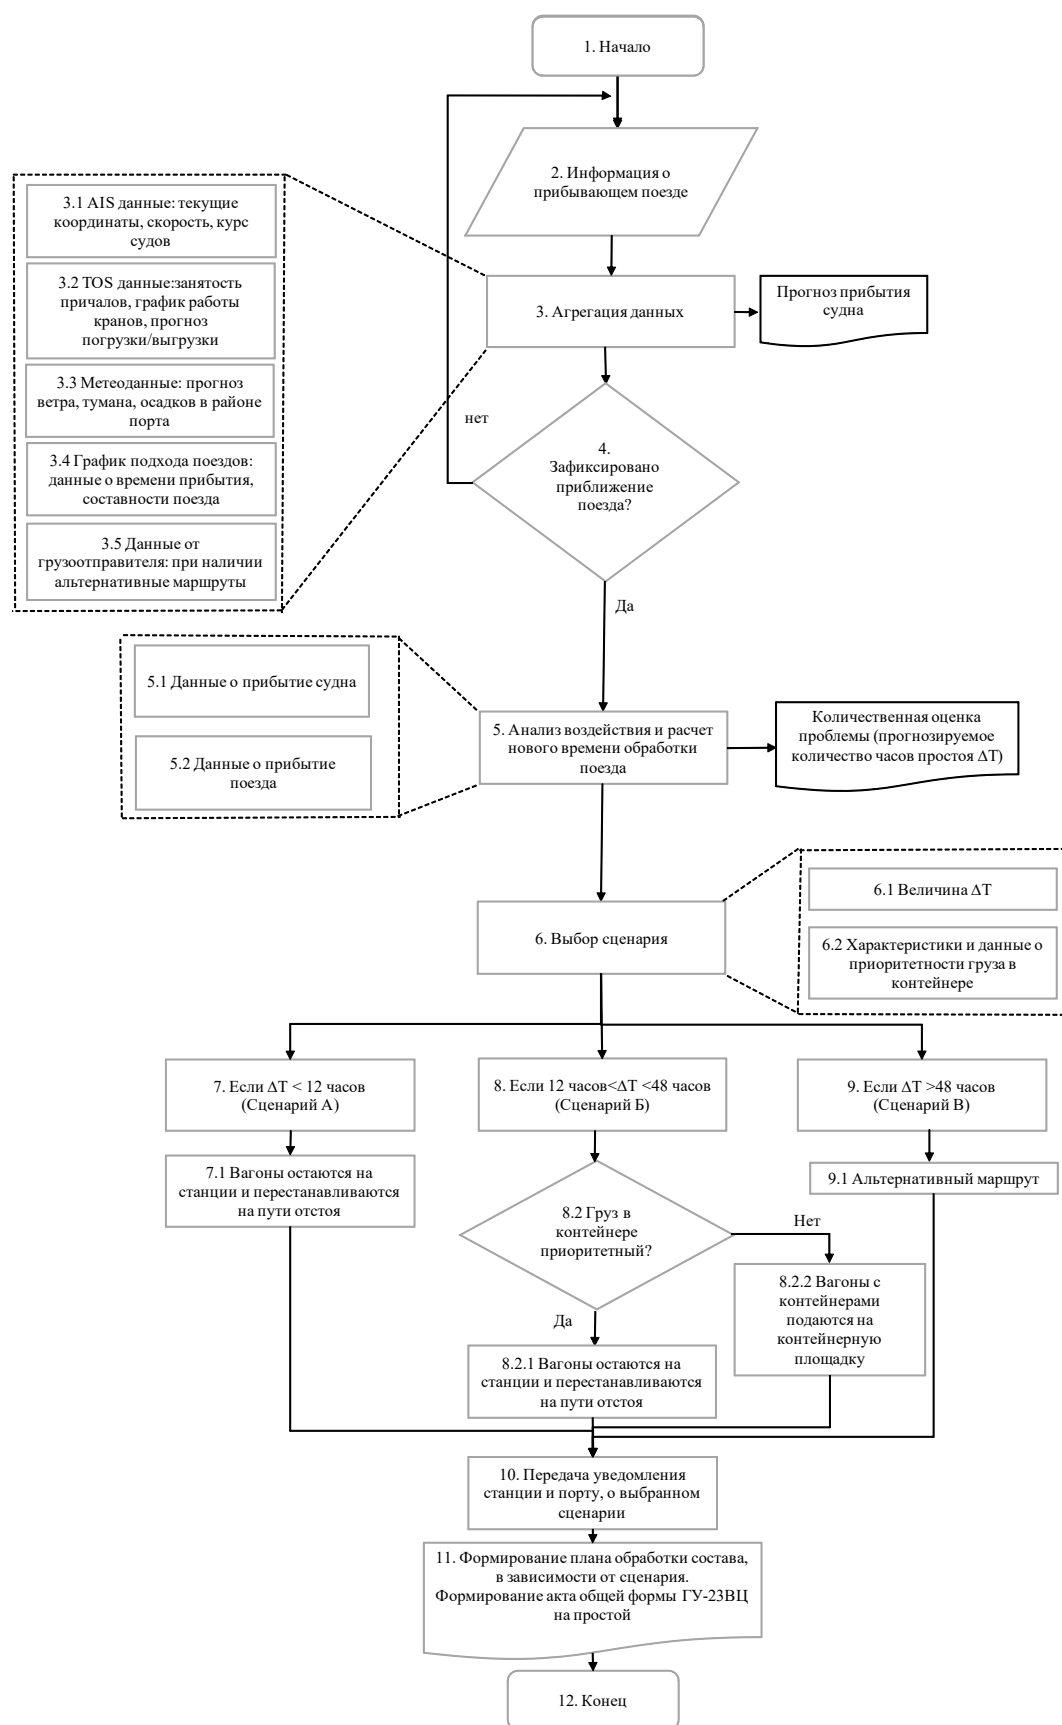 1. Начало
2. Информация о
прибывающем поезде
3.1 AIS данные: текущие
координаты, скорость, курс
судов
3.2 TOS данные:занятость
причалов, график работы
кранов, прогноз
погрузки/выгрузки
3.3 Метеоданные: прогноз
ветра, тумана, осадков в районе
порта
3.4 График подхода поездов:
данные о времени прибытия,
составности поезда
3.5 Данные от
грузоотправителя: при наличии
альтернативные маршруты
3. Агрегация данных
Прогноз прибытия
судна
нет
4.
Зафиксировано
приближение
поезда?
Да
5.1 Данные о прибытие судна
5.2 Данные о прибытие
поезда
5. Анализ воздействия и расчет
нового времени обработки
поезда
Количественная оценка
проблемы (прогнозируемое
количество часов простоя ΔT)
6. Выбор сценария
6.1 Величина ΔT
6.2 Характеристики и данные о
приоритетности груза в
контейнере
7. Если ΔT < 12 часов
(Сценарий А)
8. Если 12 часов<ΔT <48 часов
(Сценарий Б)
9. Если ΔT >48 часов
(Сценарий В)
7.1 Вагоны остаются на
станции и перестанавливаются
на пути отстоя
8.2 Груз в
контейнере
приоритетный?
9.1 Альтернативный маршрут
Нет
8.2.2 Вагоны с
контейнерами
подаются на
контейнерную
площадку
Да
8.2.1 Вагоны остаются на
станции и перестанавливаются
на пути отстоя
10. Передача уведомления
станции и порту, о выбранном
сценарии
11. Формирование плана обработки состава,
в зависимости от сценария.
Формирование акта общей формы ГУ-23ВЦ
на простой
12. Конец